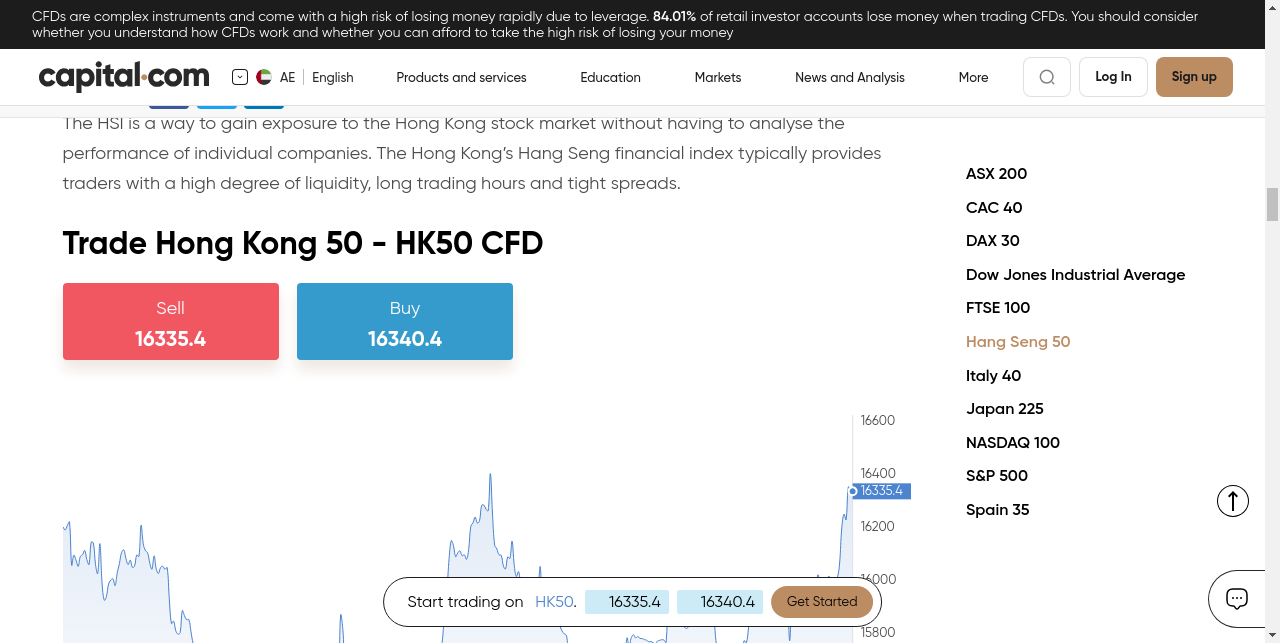 CFDs are complex instruments and come with a high risk of losing money rapidly due to leverage. 84.01% of retail investor accounts lose money when trading CFDs. You should consider
whether you understand how CFDs work and whether you can afford to take the high risk of losing your money
capital.com AE English Products and services Education Markets News and Analysis More Log In Sign up
The HSI is a way to gain exposure to the Hong Kong stock market without having to analyse the
performance of individual companies. The Hong Kong’s Hang Seng financial index typically provides
traders with a high degree of liquidity, long trading hours and tight spreads.
Trade Hong Kong 50 - HK50 CFD
Sell
16335.4
Buy
16340.4
16600
16400
16335.4
16200
16000
15800
Start trading on HK50. 16335.4 16340.4 Get Started
ASX 200
CAC 40
DAX 30
Dow Jones Industrial Average
FTSE 100
Hang Seng 50
Italy 40
Japan 225
NASDAQ 100
S&P 500
Spain 35